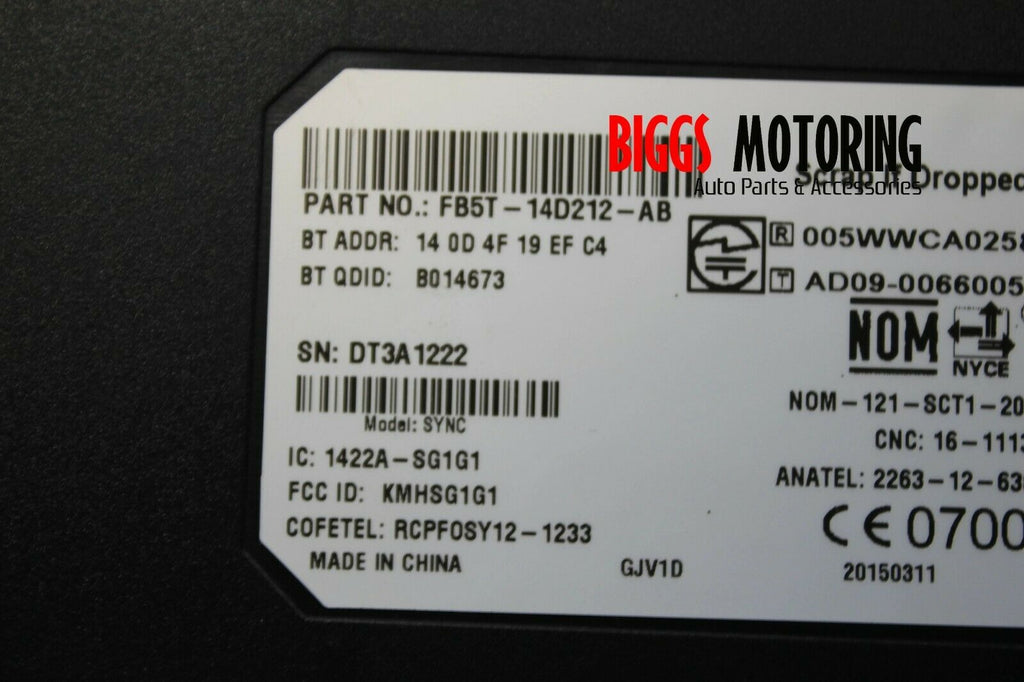 BIGGS MOTORING
Auto Parts & Accessories
Scrap if Dropped
PART NO.: FB5T-14D212-AB
BT ADDR: 14 0D 4F 19 EF C4
BT QDID: B014673
R 005WWCA0258
T AD09-0066005
NOM
NYCE
SN: DT3A1222
Model: SYNC
NOM-121-SCT1-20
CNC: 16-1113
IC: 1422A-SG1G1
ANATEL: 2263-12-63
FCC ID: KMHSG1G1
COFETEL: RCPFOSY12-1233
CE 0700
MADE IN CHINA
GJV1D
20150311